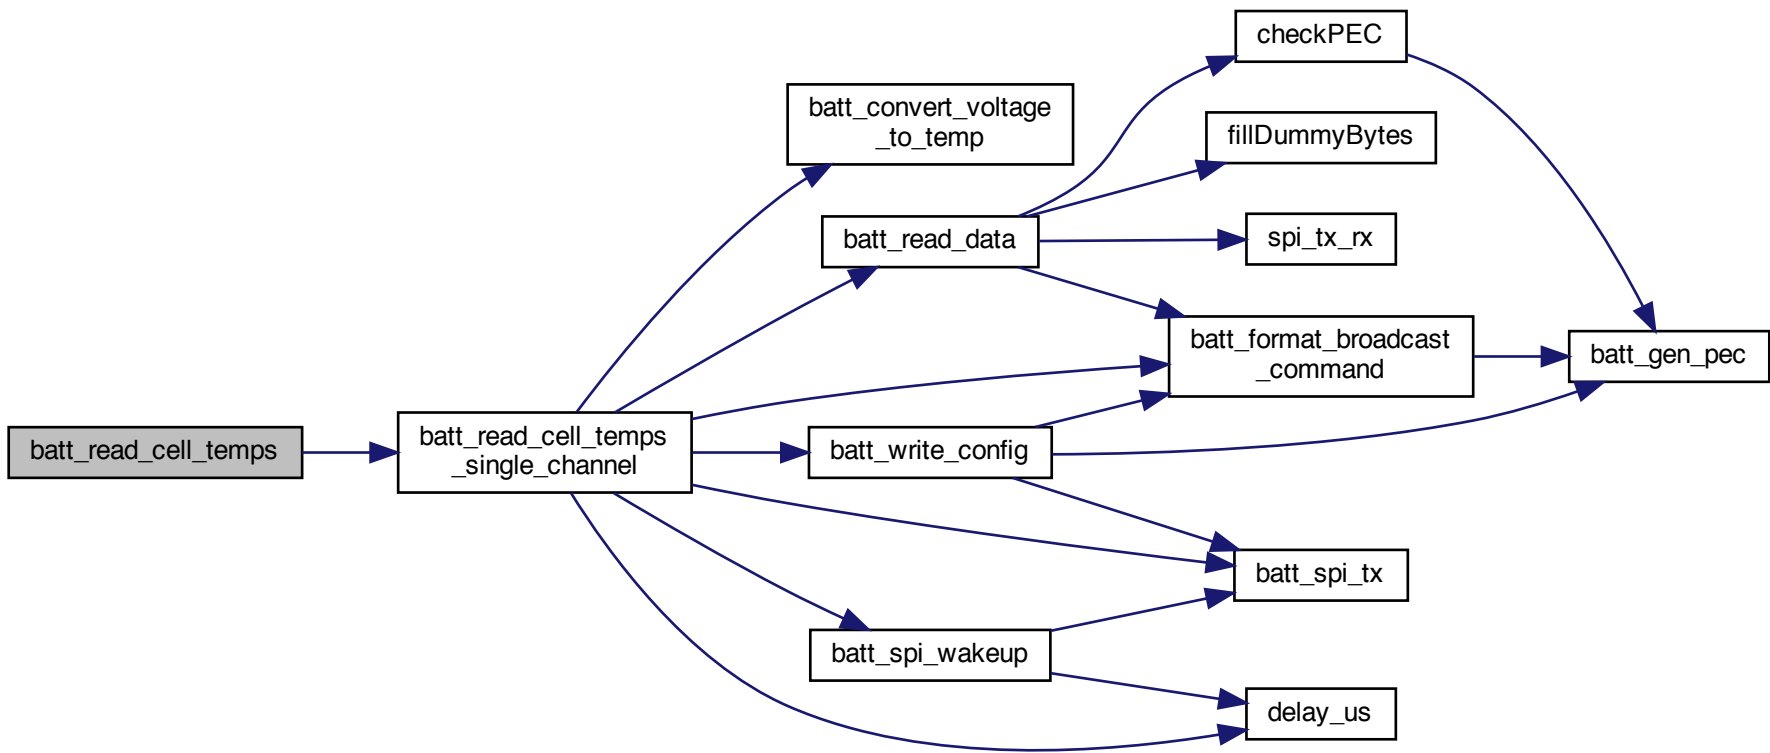 checkPEC
batt_convert_voltage
_to_temp
fillDummyBytes
batt_read_data
spi_tx_rx
batt_format_broadcast
_command
batt_gen_pec
batt_read_cell_temps
batt_read_cell_temps
_single_channel
batt_write_config
batt_spi_tx
batt_spi_wakeup
delay_us